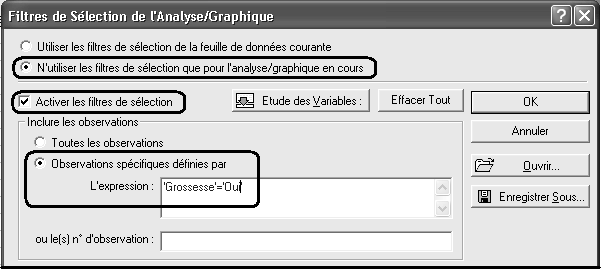 Filtres de Sélection de l'Analyse/Graphique
Utiliser les filtres de sélection de la feuille de données courante
N'utiliser les filtres de sélection que pour l'analyse/graphique en cours
Activer les filtres de sélection
Etude des Variables :
Effacer Tout
OK
Inclure les observations
Annuler
Toutes les observations
Observations spécifiques définies par
Ouvrir...
L'expression :
'Grossesse'='Oui
Enregistrer Sous...
ou le(s) n° d'observation :